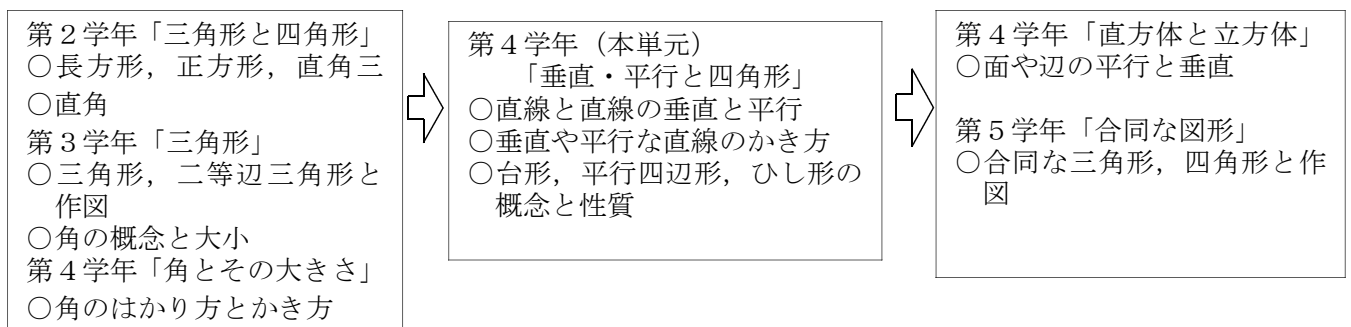 第２学年「三角形と四角形」
○長方形，正方形，直角三
○直角
第３学年「三角形」
○三角形，二等辺三角形と
作図
○角の概念と大小
第４学年「角とその大きさ」
○角のはかり方とかき方
第４学年（本単元）
「垂直・平行と四角形」
○直線と直線の垂直と平行
○垂直や平行な直線のかき方
○台形，平行四辺形，ひし形の
概念と性質
第４学年「直方体と立方体」
○面や辺の平行と垂直
第５学年「合同な図形」
○合同な三角形，四角形と作
図